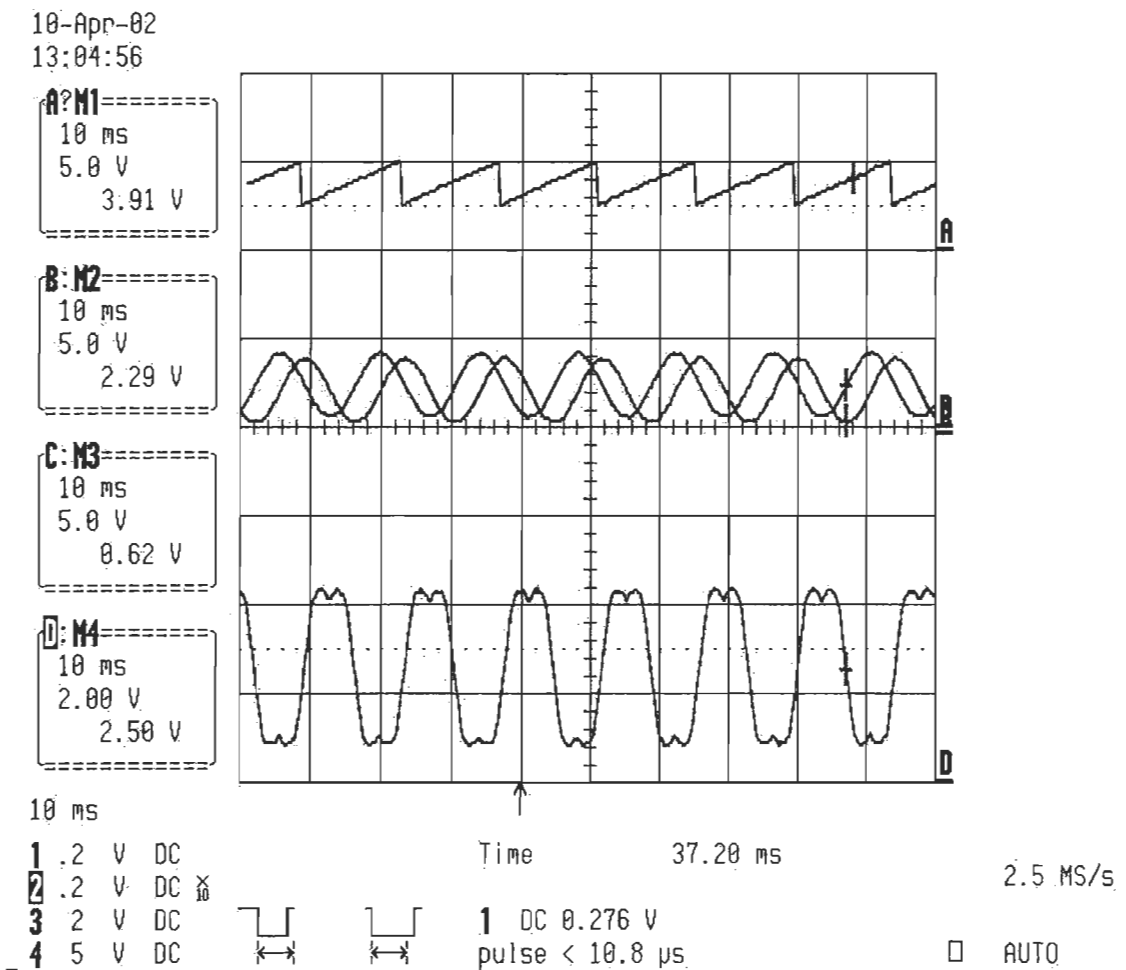 10-Apr-02
13:04:56
A?M1========
10 ms
5.0 V
3.91 V
A
B:M2========
10 ms
5.0 V
2.29 V
B
C:M3========
10 ms
5.0 V
0.62 V
D:M4========
10 ms
2.00 V
2.50 V
D
10 ms
1 .2 V DC
2 .2 V DC X10
3 2 V DC
4 5 V DC
Time 37.20 ms
2.5 MS/s
1 DC 0.276 V
pulse < 10.8 µs
AUTO